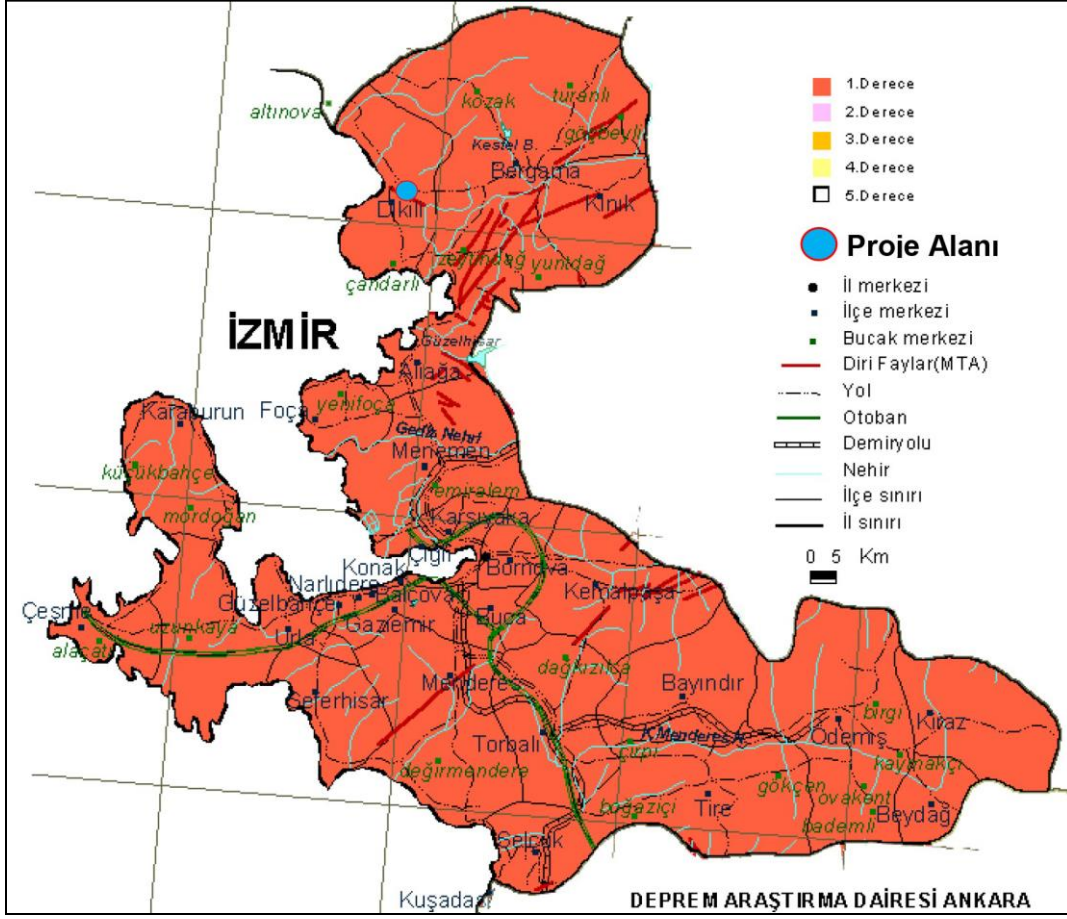 altınova
kozak
turanlı
göçbeyli
Kestel B.
Bergama
Dikili
Kınık
zeytindağ
yuntdağ
çandarlı
İZMİR
Güzelhisar
Aliağa
Karaburun
Foça
yenifoça
Gediz Nehri
Menemen
küçükbahçe
emiralem
mordoğan
Karşıyaka
Çiğli
Konak
Bornova
Narlıdere
Balçova
Kemalpaşa
Güzelbahçe
Çeşme
Gaziemir
Buca
uzunkaya
Urla
alaçatı
dağkızılca
Menderes
Seferihisar
Bayındır
birgi
Kiraz
Torbalı
K.Menderes N.
Ödemiş
çırpı
kaymakçı
değirmendere
gökçen
ovakent
boğaziçi
Tire
bademli
Beydağ
Selçuk
Kuşadası
1.Derece
2.Derece
3.Derece
4.Derece
5.Derece
Proje Alanı
İl merkezi
İlçe merkezi
Bucak merkezi
Diri Faylar(MTA)
Yol
Otoban
Demiryolu
Nehir
İlçe sınırı
İl sınırı
0 5 Km
DEPREM ARAŞTIRMA DAİRESİ ANKARA